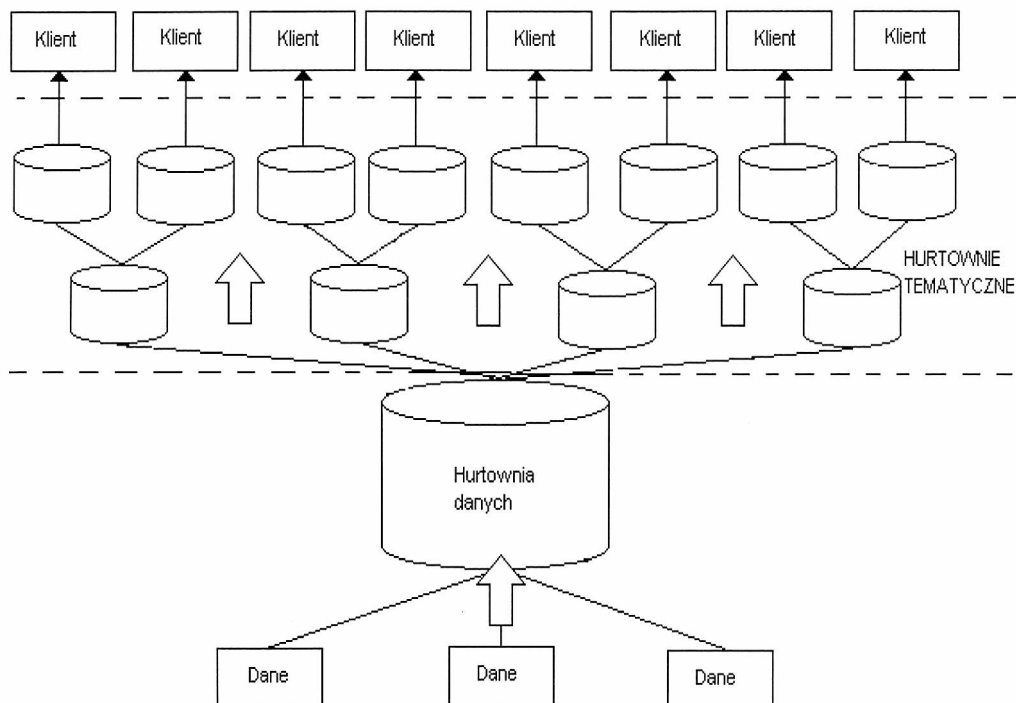 Klient
Klient
Klient
Klient
Klient
Klient
Klient
Klient
HURTOWNIE
TEMATYCZNE
Hurtownia
danych
Dane
Dane
Dane